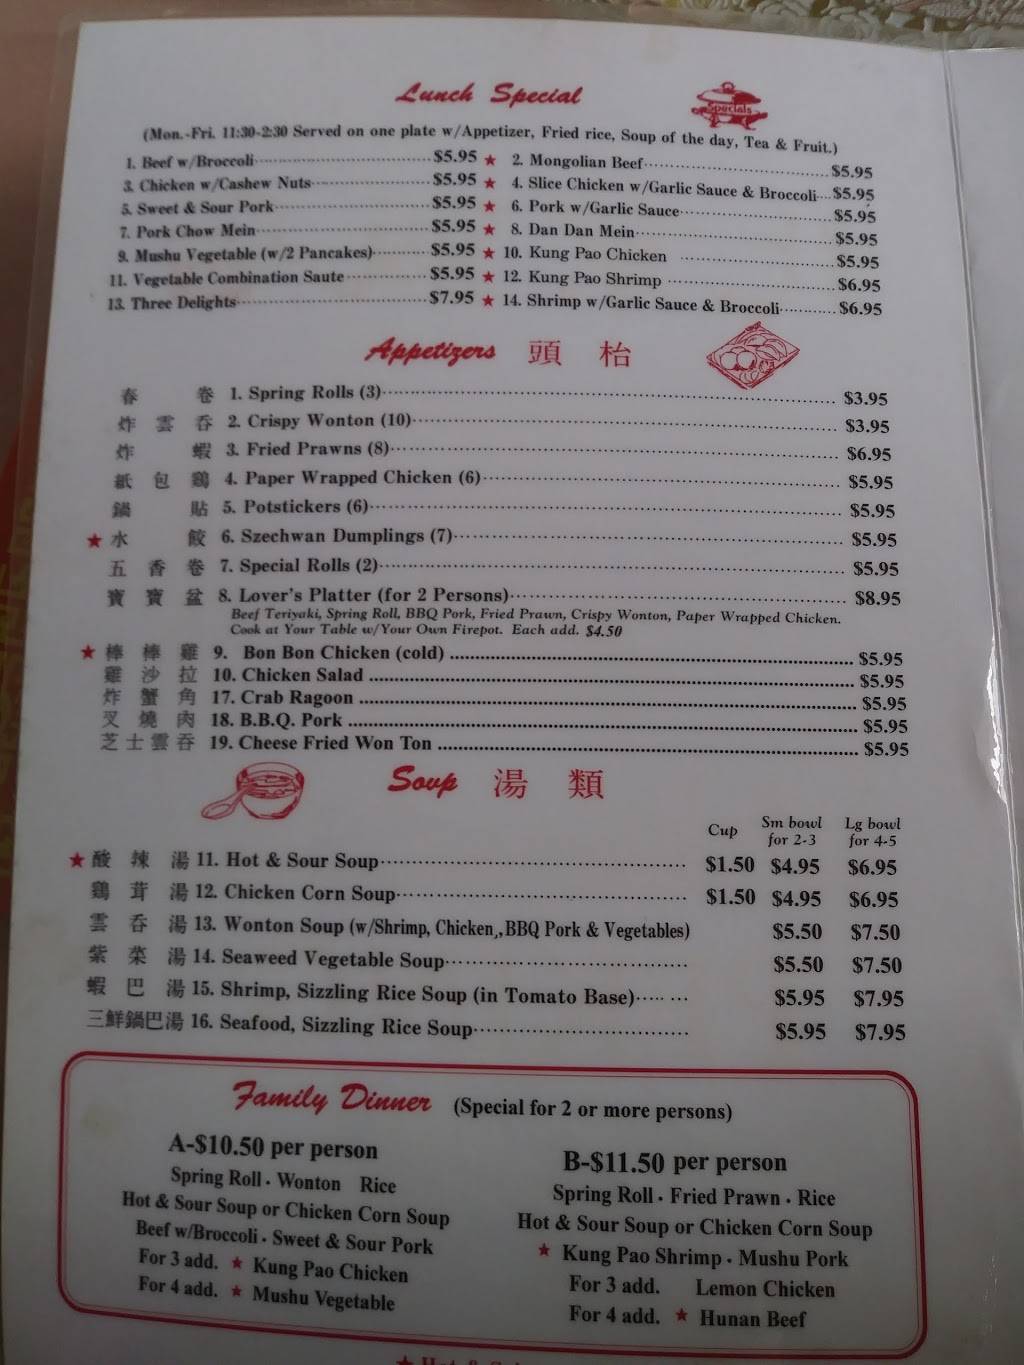 Lunch Special
Specials
(Mon.-Fri. 11:30-2:30 Served on one plate w/Appetizer, Fried rice, Soup of the day, Tea & Fruit.)
1. Beef w/Broccoli $5.95 ★ 2. Mongolian Beef $5.95
3. Chicken w/Cashew Nuts $5.95 ★ 4. Slice Chicken w/Garlic Sauce & Broccoli $5.95
5. Sweet & Sour Pork $5.95 ★ 6. Pork w/Garlic Sauce $5.95
7. Pork Chow Mein $5.95 ★ 8. Dan Dan Mein $5.95
9. Mushu Vegetable (w/2 Pancakes) $5.95 ★ 10. Kung Pao Chicken $5.95
11. Vegetable Combination Saute $5.95 ★ 12. Kung Pao Shrimp $6.95
13. Three Delights $7.95 ★ 14. Shrimp w/Garlic Sauce & Broccoli $6.95
Appetizers 頭 枱
春 卷 1. Spring Rolls (3) $3.95
炸 雲 吞 2. Crispy Wonton (10) $3.95
炸 蝦 3. Fried Prawns (8) $6.95
紙 包 鷄 4. Paper Wrapped Chicken (6) $5.95
鍋 貼 5. Potstickers (6) $5.95
★ 水 餃 6. Szechwan Dumplings (7) $5.95
五 香 卷 7. Special Rolls (2) $5.95
寶 寶 盆 8. Lover's Platter (for 2 Persons) $8.95
Beef Teriyaki, Spring Roll, BBQ Pork, Fried Prawn, Crispy Wonton, Paper Wrapped Chicken.
Cook at Your Table w/Your Own Firepot. Each add. $4.50
★ 棒 棒 雞 9. Bon Bon Chicken (cold) $5.95
雞 沙 拉 10. Chicken Salad $5.95
炸 蟹 角 17. Crab Ragoon $5.95
叉 燒 肉 18. B.B.Q. Pork $5.95
芝士雲吞 19. Cheese Fried Won Ton $5.95
Soup 湯 類
Cup Sm bowl for 2-3 Lg bowl for 4-5
★ 酸 辣 湯 11. Hot & Sour Soup $1.50 $4.95 $6.95
鷄 茸 湯 12. Chicken Corn Soup $1.50 $4.95 $6.95
雲 吞 湯 13. Wonton Soup (w/Shrimp, Chicken,,BBQ Pork & Vegetables) $5.50 $7.50
紫 菜 湯 14. Seaweed Vegetable Soup $5.50 $7.50
蝦 巴 湯 15. Shrimp, Sizzling Rice Soup (in Tomato Base) $5.95 $7.95
三鮮鍋巴湯 16. Seafood, Sizzling Rice Soup $5.95 $7.95
Family Dinner (Special for 2 or more persons)
A-$10.50 per person
Spring Roll • Wonton Rice
Hot & Sour Soup or Chicken Corn Soup
Beef w/Broccoli • Sweet & Sour Pork
For 3 add. ★ Kung Pao Chicken
For 4 add. ★ Mushu Vegetable
B-$11.50 per person
Spring Roll • Fried Prawn • Rice
Hot & Sour Soup or Chicken Corn Soup
★ Kung Pao Shrimp • Mushu Pork
For 3 add. Lemon Chicken
For 4 add. ★ Hunan Beef